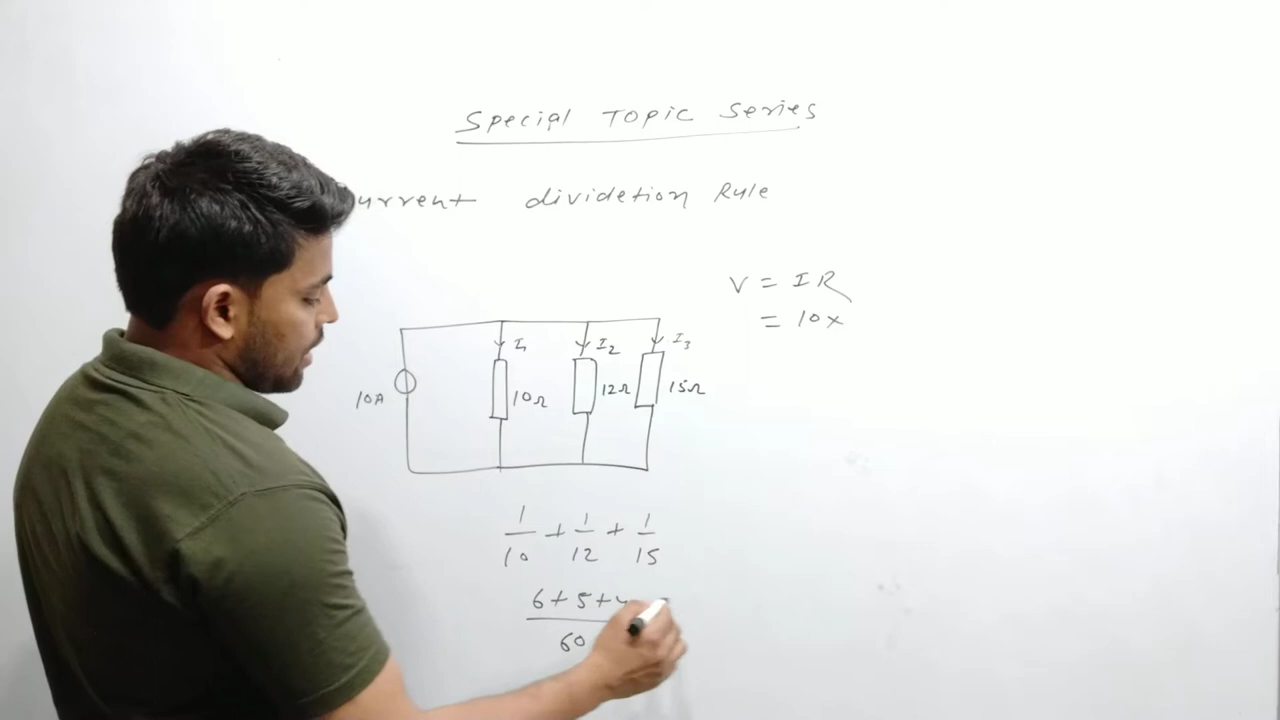 Special Topic Series
urrent dividetion Rule
V = IR
= 10x
I1 I2 I3
10A 10Ω 12Ω 15Ω
1/10 + 1/12 + 1/15
6+5+
60